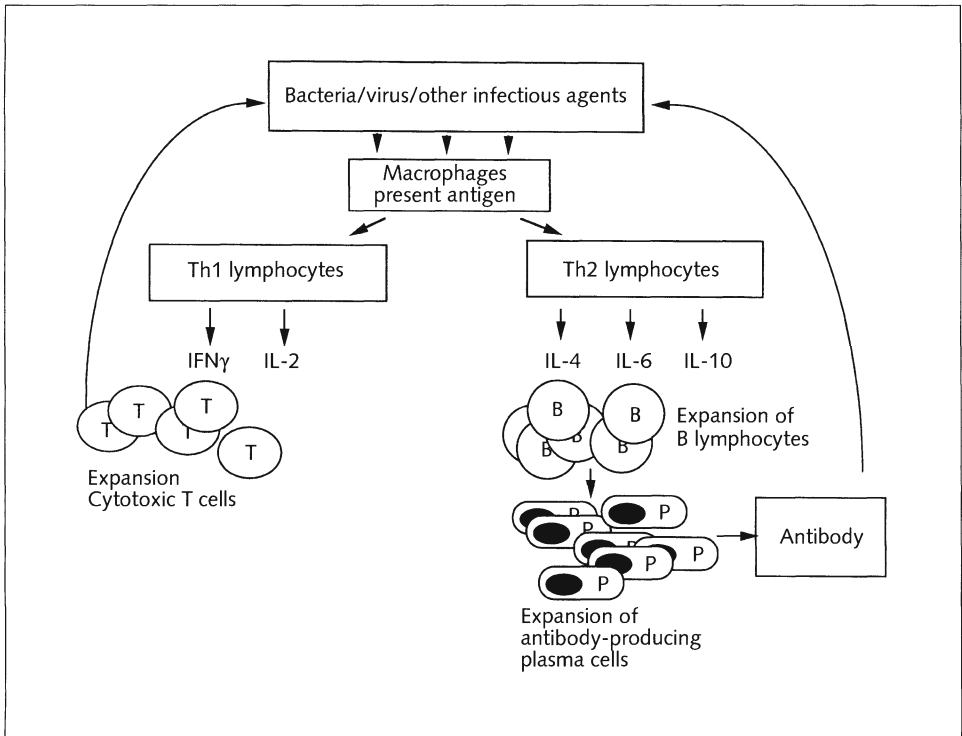 Bacteria/virus/other infectious agents
Macrophages
present antigen
Th1 lymphocytes
Th2 lymphocytes
IFNγ
IL-2
IL-4
IL-6
IL-10
T
T
T
T
T
B
B
B
B
B
Expansion of
B lymphocytes
Expansion
Cytotoxic T cells
P
P
P
P
P
P
P
Antibody
Expansion of
antibody-producing
plasma cells